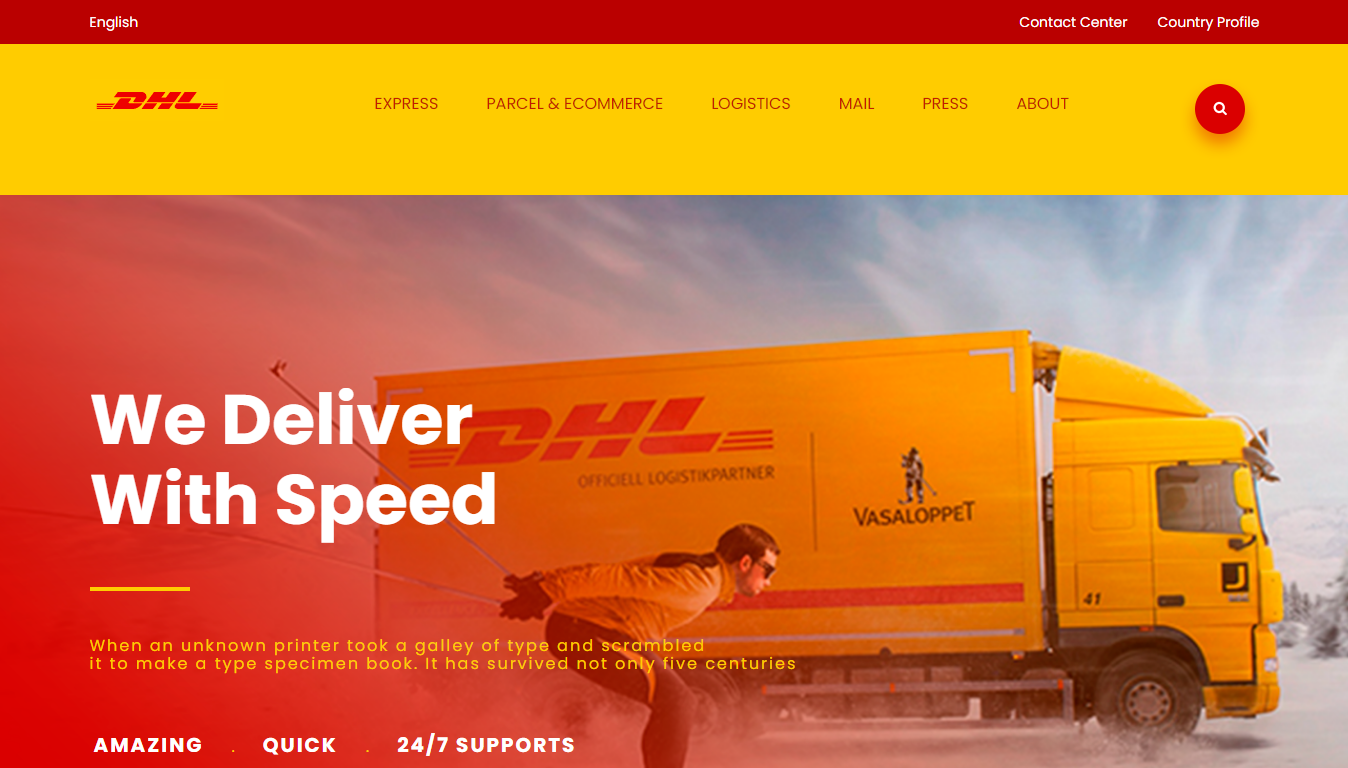 English
Contact Center
Country Profile
DHL
EXPRESS
PARCEL & ECOMMERCE
LOGISTICS
MAIL
PRESS
ABOUT
We Deliver
With Speed
DHL
OFFICIELL LOGISTIKPARTNER
VASALOPPET
41
When an unknown printer took a galley of type and scrambled
it to make a type specimen book. It has survived not only five centuries
AMAZING . QUICK . 24/7 SUPPORTS